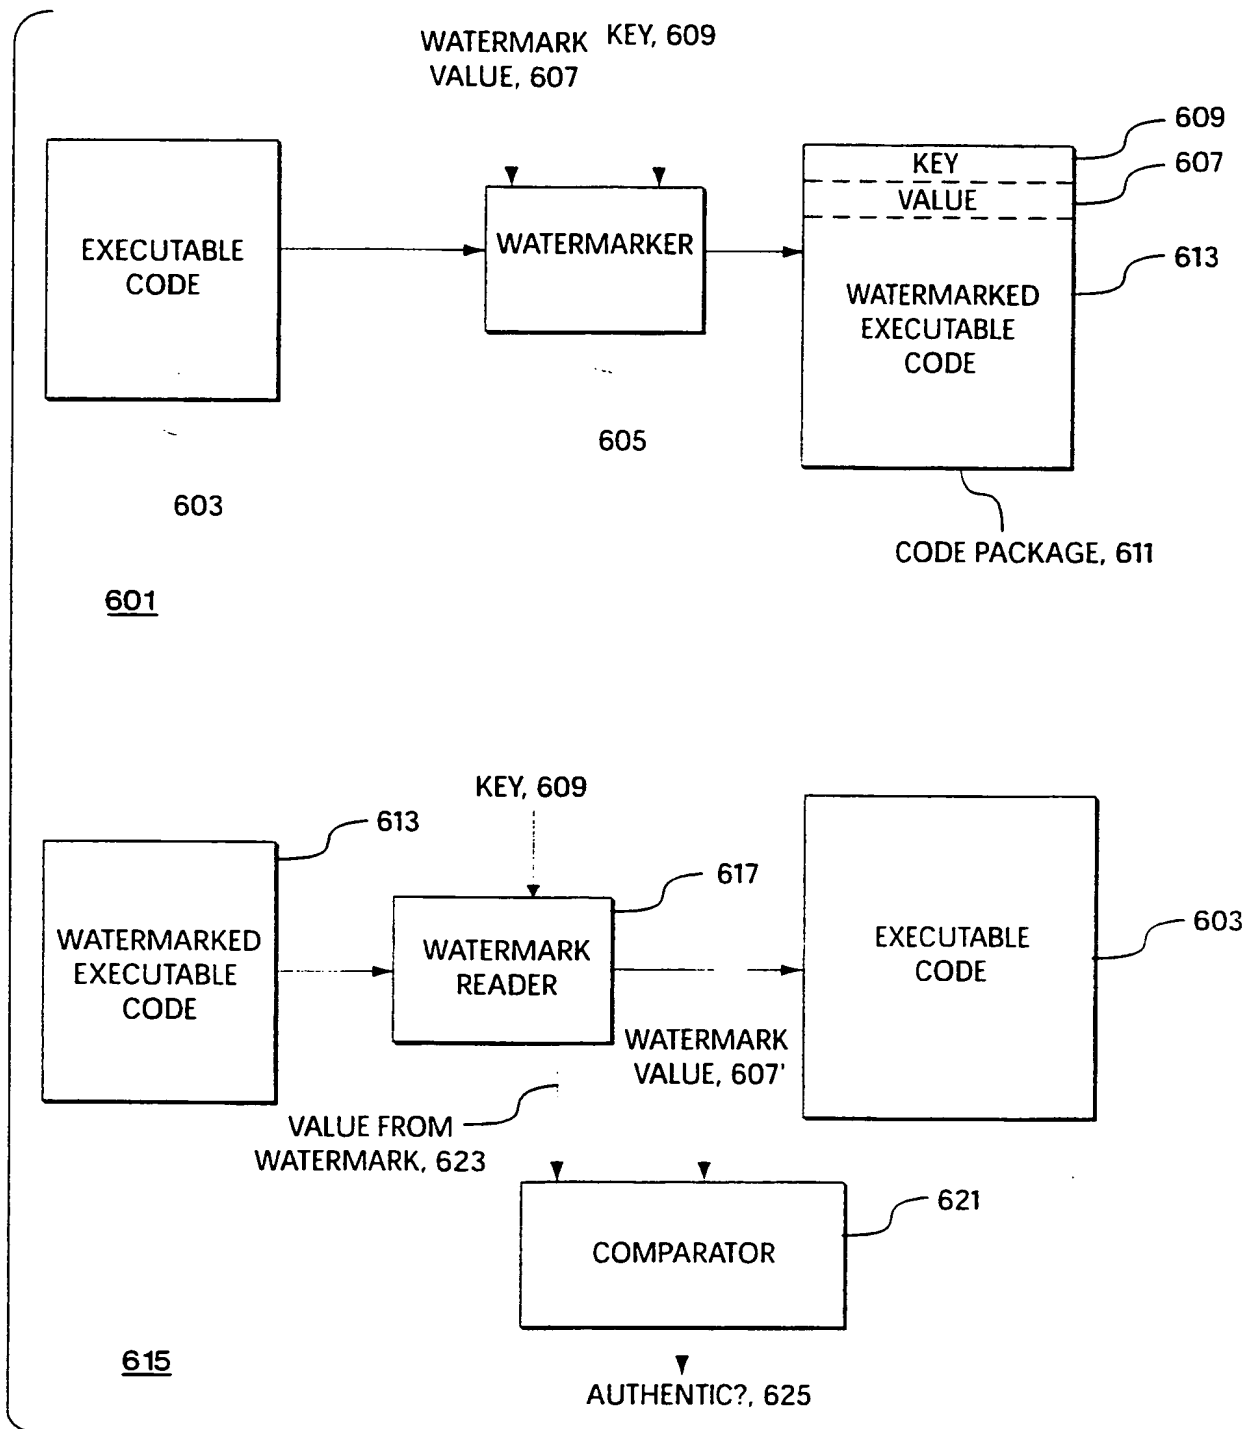 WATERMARK
VALUE, 607
KEY, 609
EXECUTABLE
CODE
603
WATERMARKER
605
KEY
VALUE
WATERMARKED
EXECUTABLE
CODE
609
607
613
CODE PACKAGE, 611
601
KEY, 609
613
WATERMARKED
EXECUTABLE
CODE
617
WATERMARK
READER
EXECUTABLE
CODE
603
WATERMARK
VALUE, 607'
VALUE FROM
WATERMARK, 623
621
COMPARATOR
615
AUTHENTIC?, 625